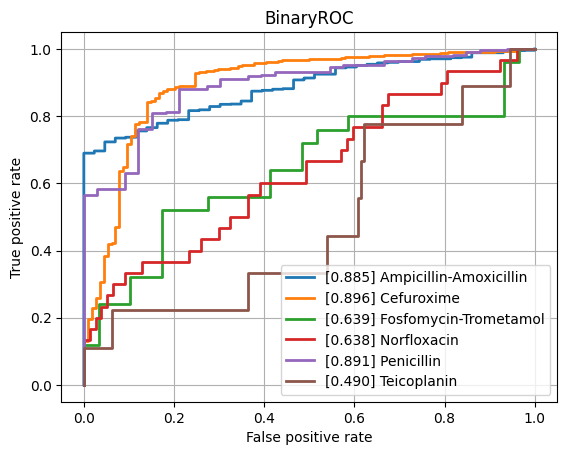 BinaryROC
True positive rate
1.0
0.8
0.6
0.4
0.2
0.0
[0.885] Ampicillin-Amoxicillin
[0.896] Cefuroxime
[0.639] Fosfomycin-Trometamol
[0.638] Norfloxacin
[0.891] Penicillin
[0.490] Teicoplanin
0.0 0.2 0.4 0.6 0.8 1.0
False positive rate